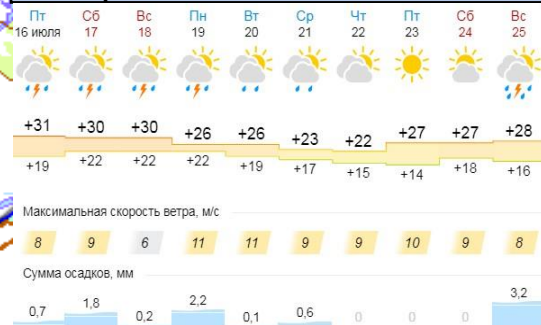 Пт Сб Вс Пн Вт Ср Чт Пт Сб Вс
16 июля 17 18 19 20 21 22 23 24 25
+31 +30 +30 +26 +26 +23 +22 +27 +27 +28
+19 +22 +22 +22 +19 +17 +15 +14 +18 +16
Максимальная скорость ветра, м/с
8 9 6 11 11 9 9 10 9 8
Сумма осадков, мм
0,7 1,8 0,2 2,2 0,1 0,6 0 0 0 3,2